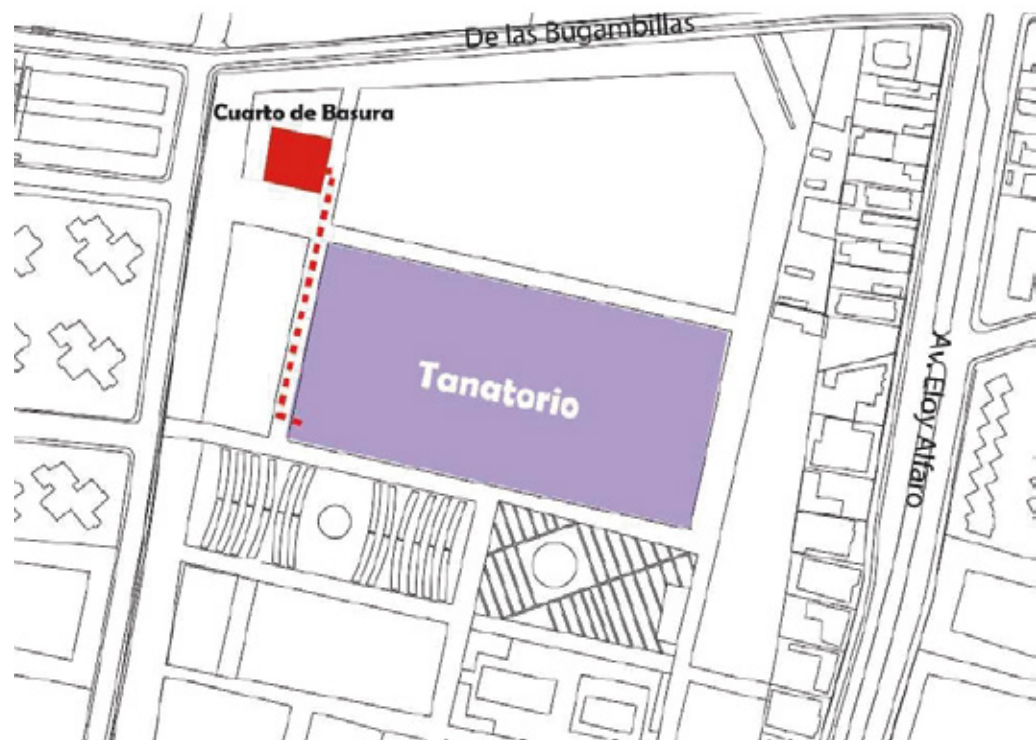 De las Bugambillas
Cuarto de Basura
Tanatorio
Av. Eloy Alfaro